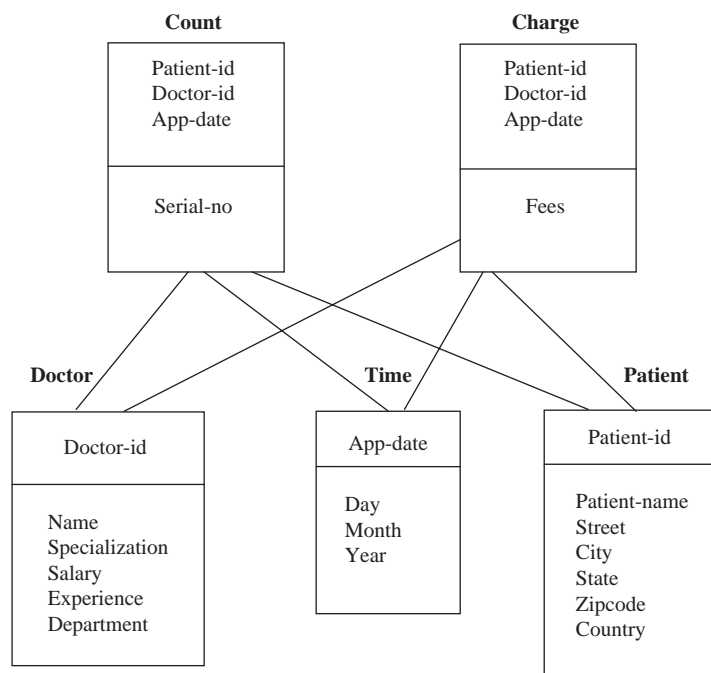 Count
Patient-id
Doctor-id
App-date
Serial-no
Charge
Patient-id
Doctor-id
App-date
Fees
Doctor
Doctor-id
Name
Specialization
Salary
Experience
Department
Time
App-date
Day
Month
Year
Patient
Patient-id
Patient-name
Street
City
State
Zipcode
Country